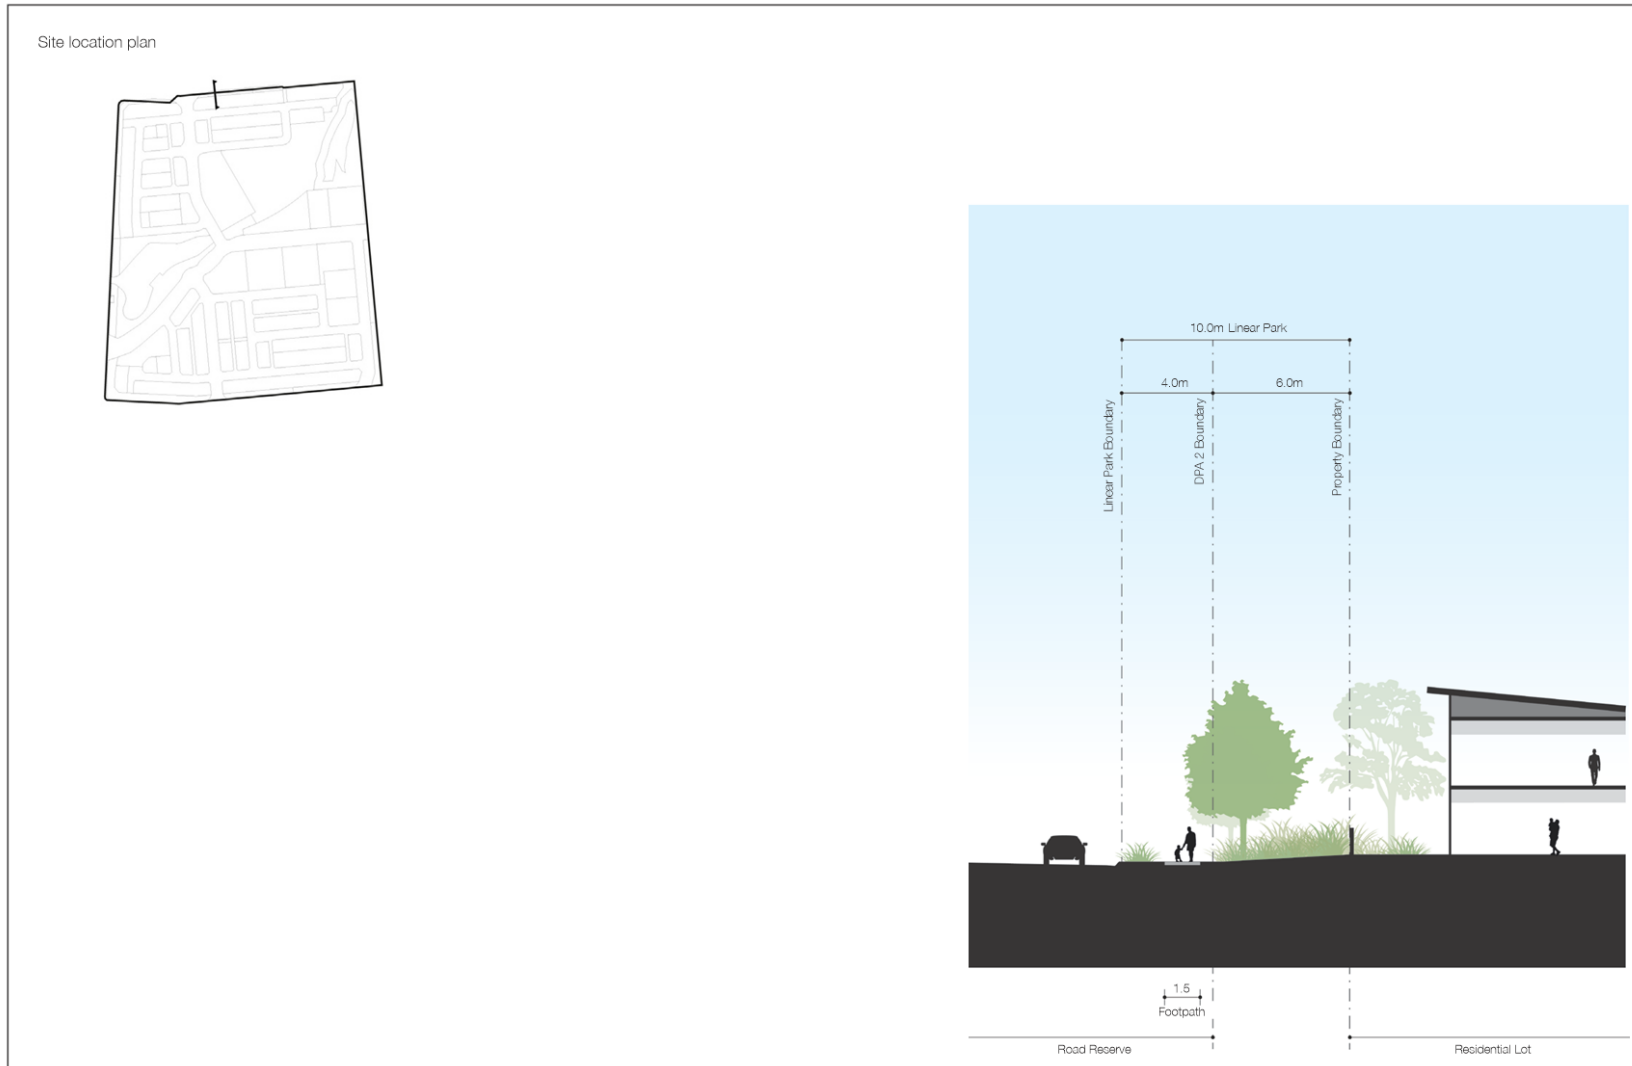 Site location plan
10.0m Linear Park
4.0m
6.0m
Linear Park Boundary
DPA 2 Boundary
Property Boundary
1.5
Footpath
Road Reserve
Residential Lot